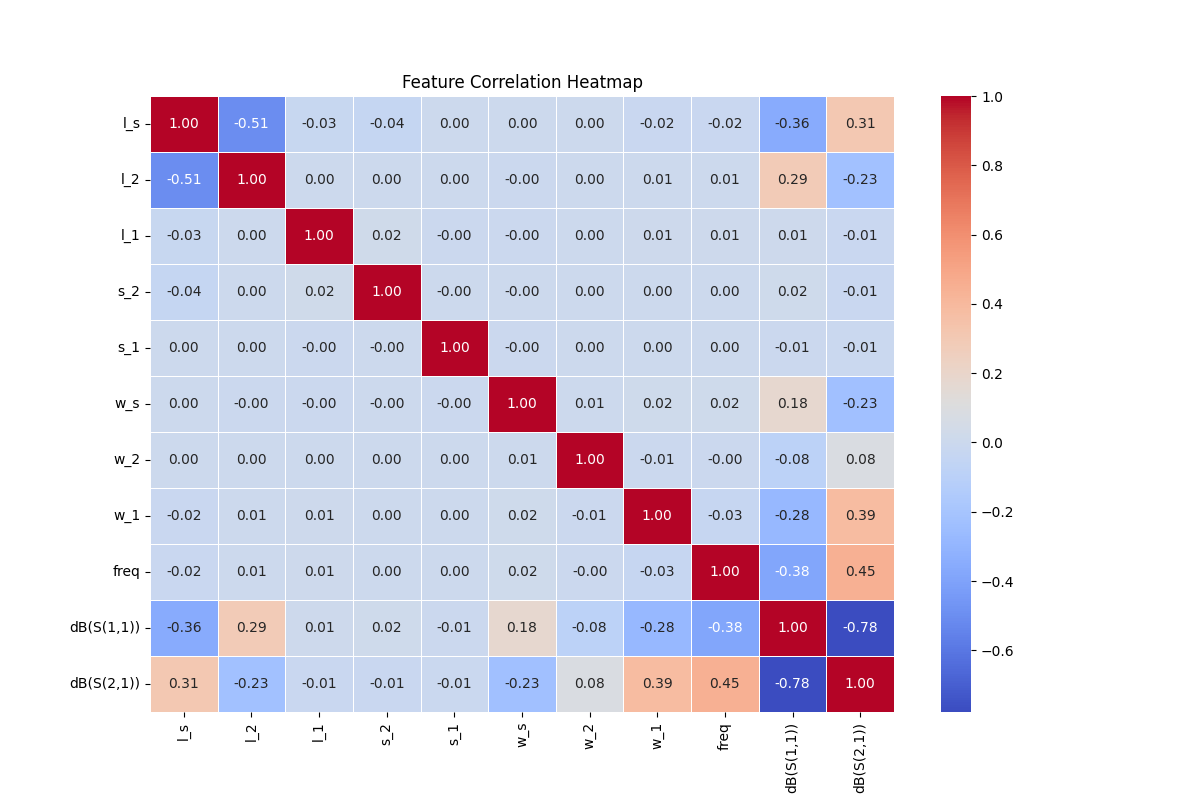 Feature Correlation Heatmap
l_s 1.00 -0.51 -0.03 -0.04 0.00 0.00 0.00 -0.02 -0.02 -0.36 0.31
l_2 -0.51 1.00 0.00 0.00 0.00 -0.00 0.00 0.01 0.01 0.29 -0.23
l_1 -0.03 0.00 1.00 0.02 -0.00 -0.00 0.00 0.01 0.01 0.01 -0.01
s_2 -0.04 0.00 0.02 1.00 -0.00 -0.00 0.00 0.00 0.00 0.02 -0.01
s_1 0.00 0.00 -0.00 -0.00 1.00 -0.00 0.00 0.00 0.00 -0.01 -0.01
w_s 0.00 -0.00 -0.00 -0.00 -0.00 1.00 0.01 0.02 0.02 0.18 -0.23
w_2 0.00 0.00 0.00 0.00 0.00 0.01 1.00 -0.01 -0.00 -0.08 0.08
w_1 -0.02 0.01 0.01 0.00 0.00 0.02 -0.01 1.00 -0.03 -0.28 0.39
freq -0.02 0.01 0.01 0.00 0.00 0.02 -0.00 -0.03 1.00 -0.38 0.45
dB(S(1,1)) -0.36 0.29 0.01 0.02 -0.01 0.18 -0.08 -0.28 -0.38 1.00 -0.78
dB(S(2,1)) 0.31 -0.23 -0.01 -0.01 -0.01 -0.23 0.08 0.39 0.45 -0.78 1.00
l_s l_2 l_1 s_2 s_1 w_s w_2 w_1 freq dB(S(1,1)) dB(S(2,1))
1.0
0.8
0.6
0.4
0.2
0.0
−0.2
−0.4
−0.6